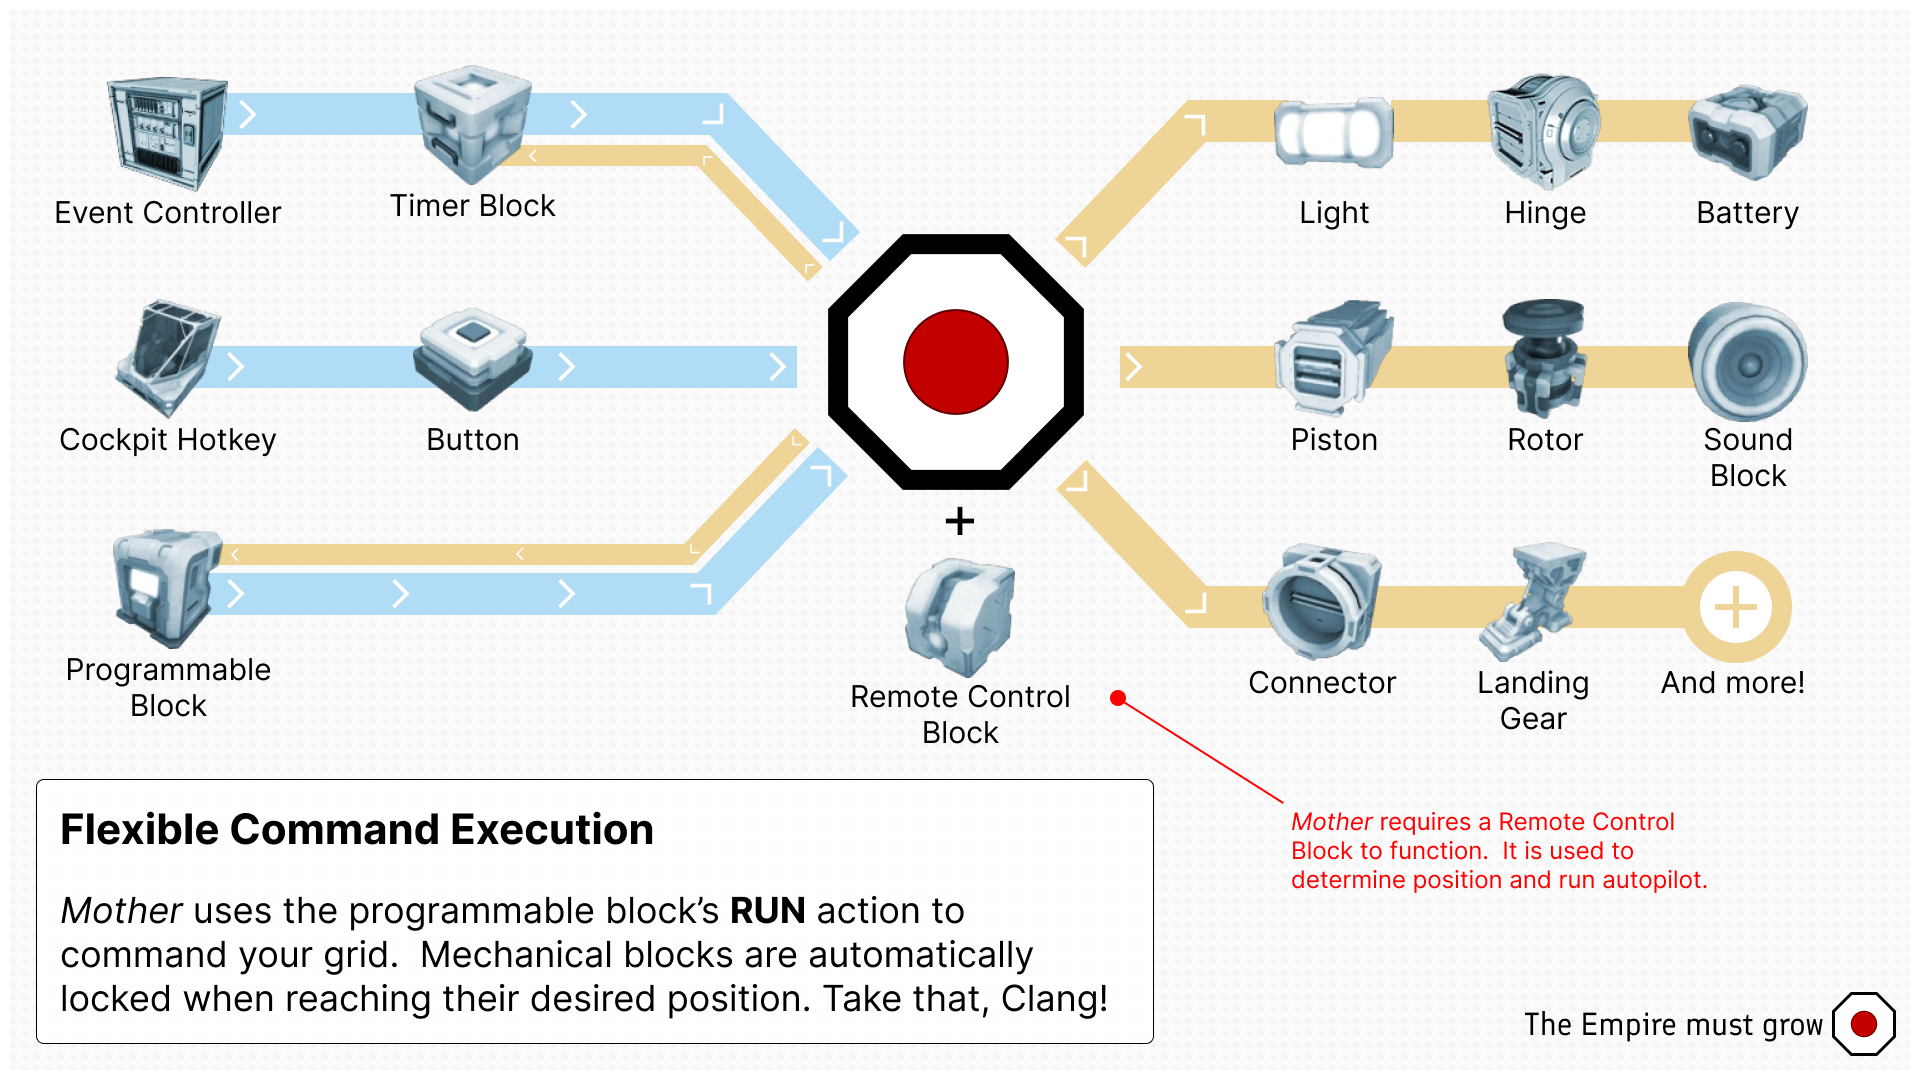 Event Controller
Timer Block
Light
Hinge
Battery
Cockpit Hotkey
Button
Piston
Rotor
Sound
Block
+
Programmable
Block
Remote Control
Block
Connector
Landing
Gear
And more!
Mother requires a Remote Control
Block to function.  It is used to
determine position and run autopilot.
Flexible Command Execution
Mother uses the programmable block’s RUN action to
command your grid.  Mechanical blocks are automatically
locked when reaching their desired position. Take that, Clang!
The Empire must grow